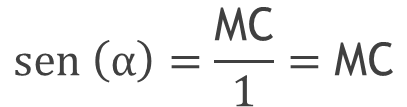 sen (α) = MC/1 = MC